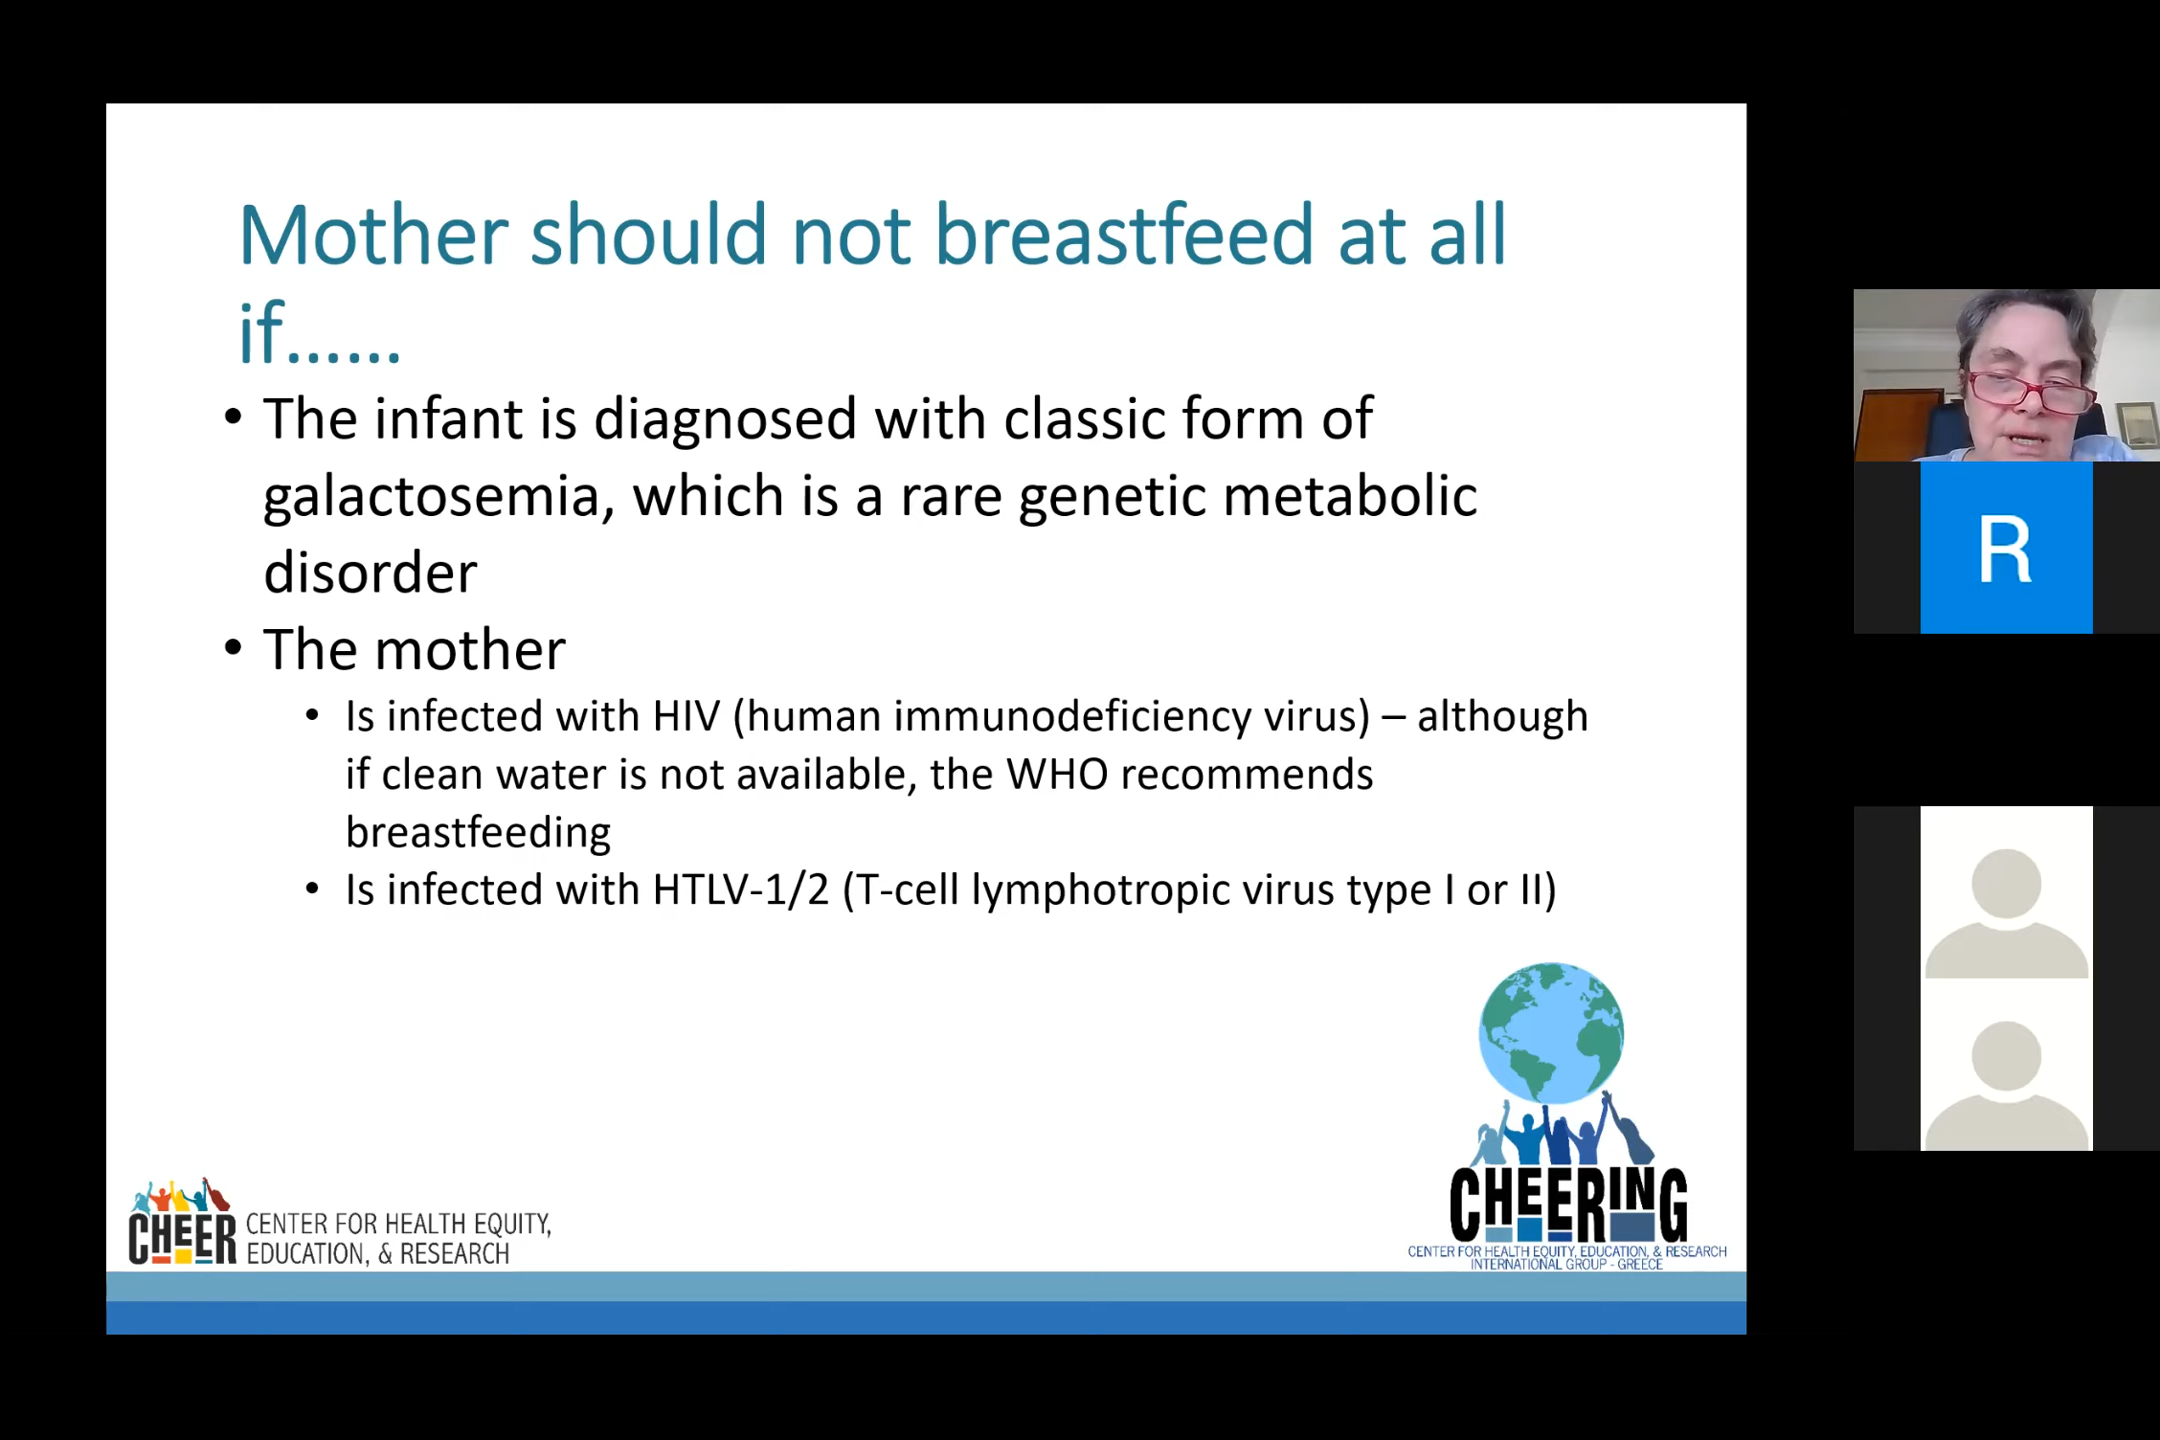 Mother should not breastfeed at all
if......
• The infant is diagnosed with classic form of
galactosemia, which is a rare genetic metabolic
disorder
• The mother
• Is infected with HIV (human immunodeficiency virus) – although
if clean water is not available, the WHO recommends
breastfeeding
• Is infected with HTLV-1/2 (T-cell lymphotropic virus type I or II)
CHEER
CENTER FOR HEALTH EQUITY,
EDUCATION, & RESEARCH
CHEERING
CENTER FOR HEALTH EQUITY, EDUCATION, & RESEARCH
INTERNATIONAL GROUP - GREECE
R